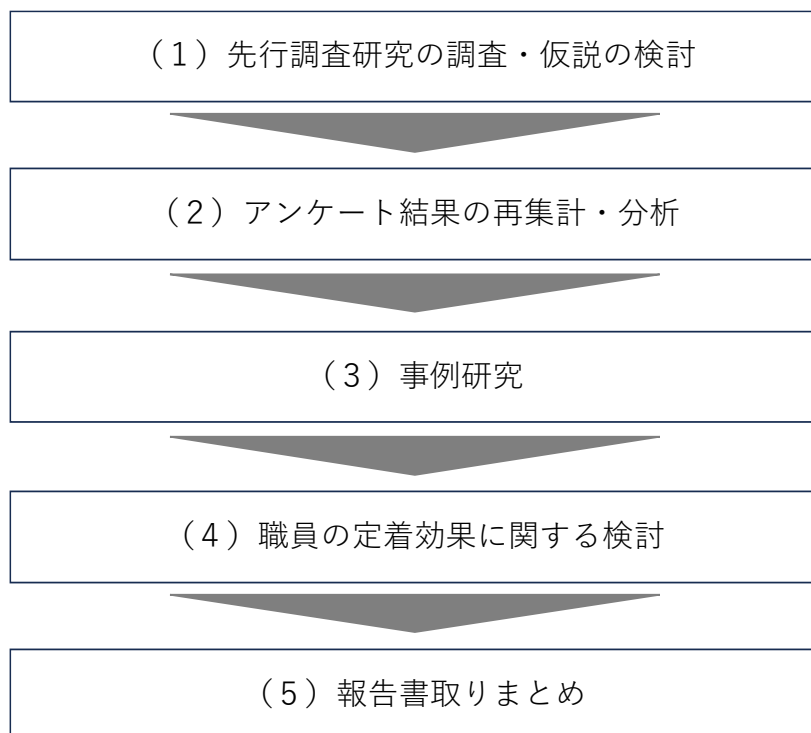 （1）先行調査研究の調査・仮説の検討
（2）アンケート結果の再集計・分析
（3）事例研究
（4）職員の定着効果に関する検討
（5）報告書取りまとめ